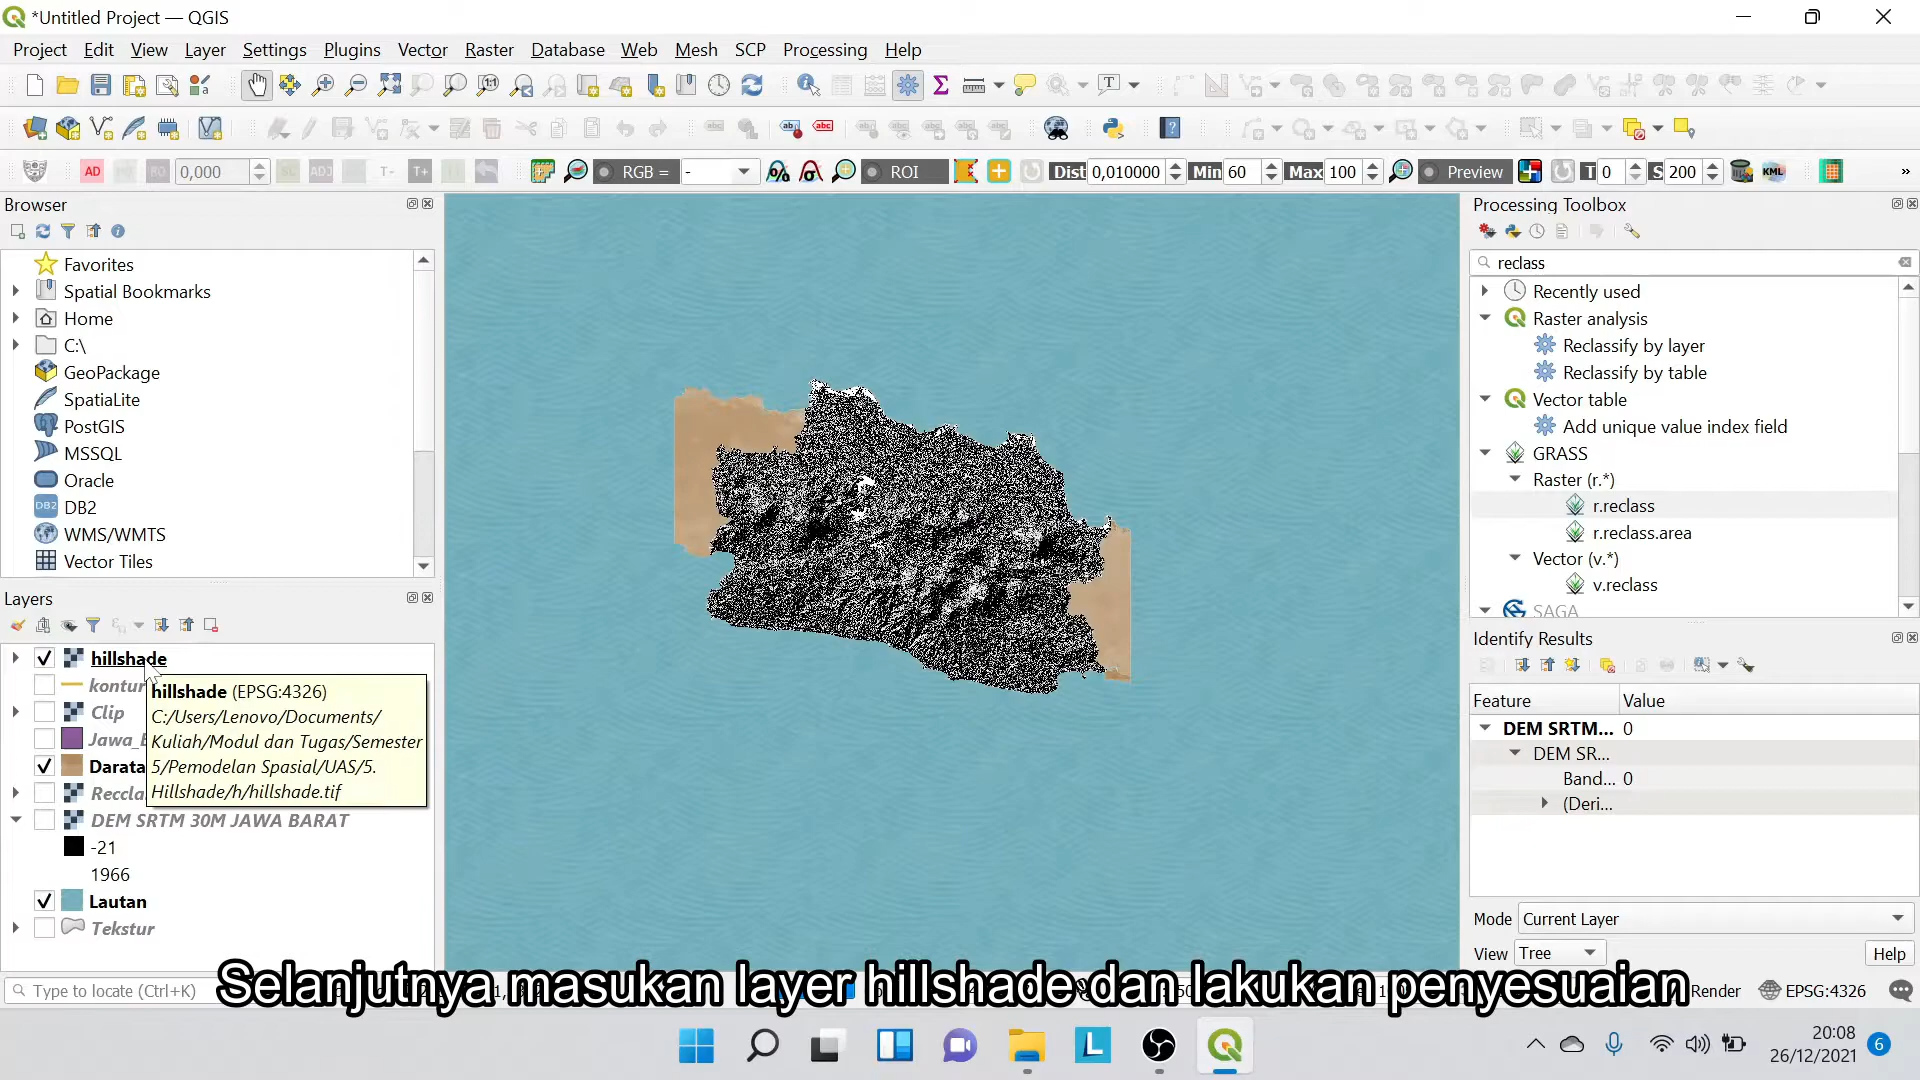 *Untitled Project — QGIS
Project Edit View Layer Settings Plugins Vector Raster Database Web Mesh SCP Processing Help
AD 0,000 T- T+ RGB = - ROI Dist 0,010000 Min 60 Max 100 Preview T 0 S 200 KML »
Browser
Favorites
Spatial Bookmarks
Home
C:\
GeoPackage
SpatiaLite
PostGIS
MSSQL
Oracle
DB2
WMS/WMTS
Vector Tiles
Layers
hillshade
kontur
Clip
Jawa_B
Darata
Reccla
DEM SRTM 30M JAWA BARAT
-21
1966
Lautan
Tekstur
hillshade (EPSG:4326)
C:/Users/Lenovo/Documents/
Kuliah/Modul dan Tugas/Semester
5/Pemodelan Spasial/UAS/5.
Hillshade/h/hillshade.tif
Processing Toolbox
reclass
Recently used
Raster analysis
Reclassify by layer
Reclassify by table
Vector table
Add unique value index field
GRASS
Raster (r.*)
r.reclass
r.reclass.area
Vector (v.*)
v.reclass
SAGA
Identify Results
Feature Value
DEM SRTM... 0
DEM SR...
Band... 0
(Deri...
Mode Current Layer
View Tree Help
Selanjutnya masukan layer hillshade dan lakukan penyesuaian
Type to locate (Ctrl+K) Render EPSG:4326
20:08
26/12/2021 6